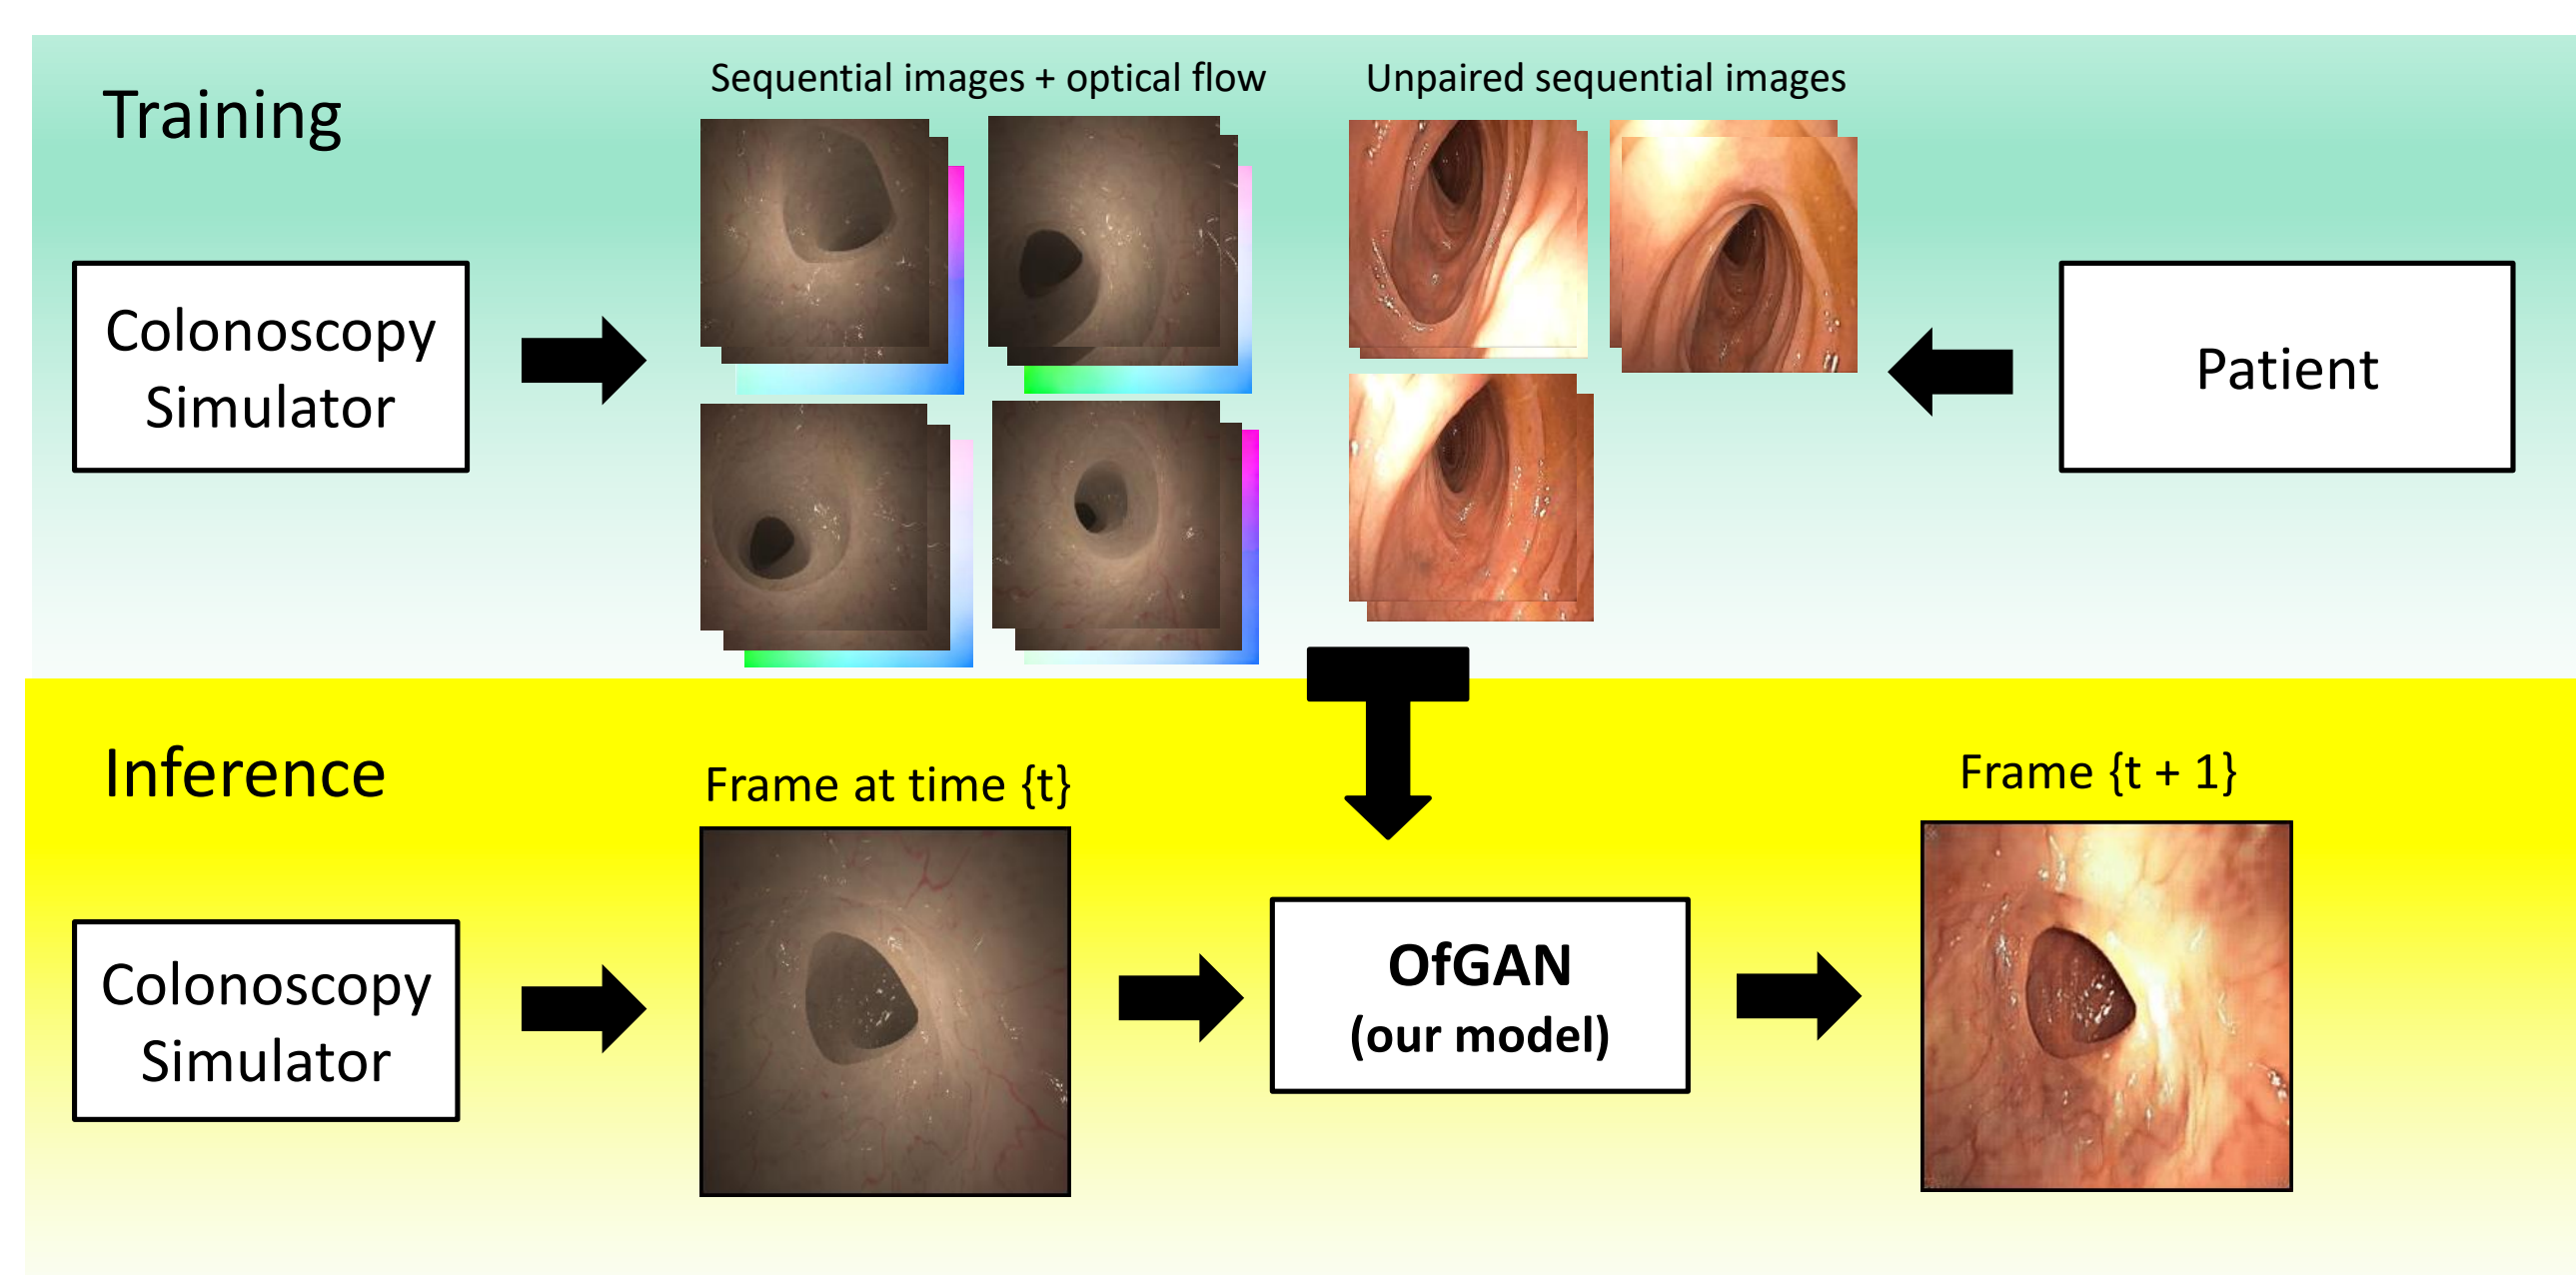 Training
Sequential images + optical flow
Unpaired sequential images
Colonoscopy
Simulator
Patient
Inference
Frame at time {t}
Frame {t + 1}
Colonoscopy
Simulator
OfGAN
(our model)